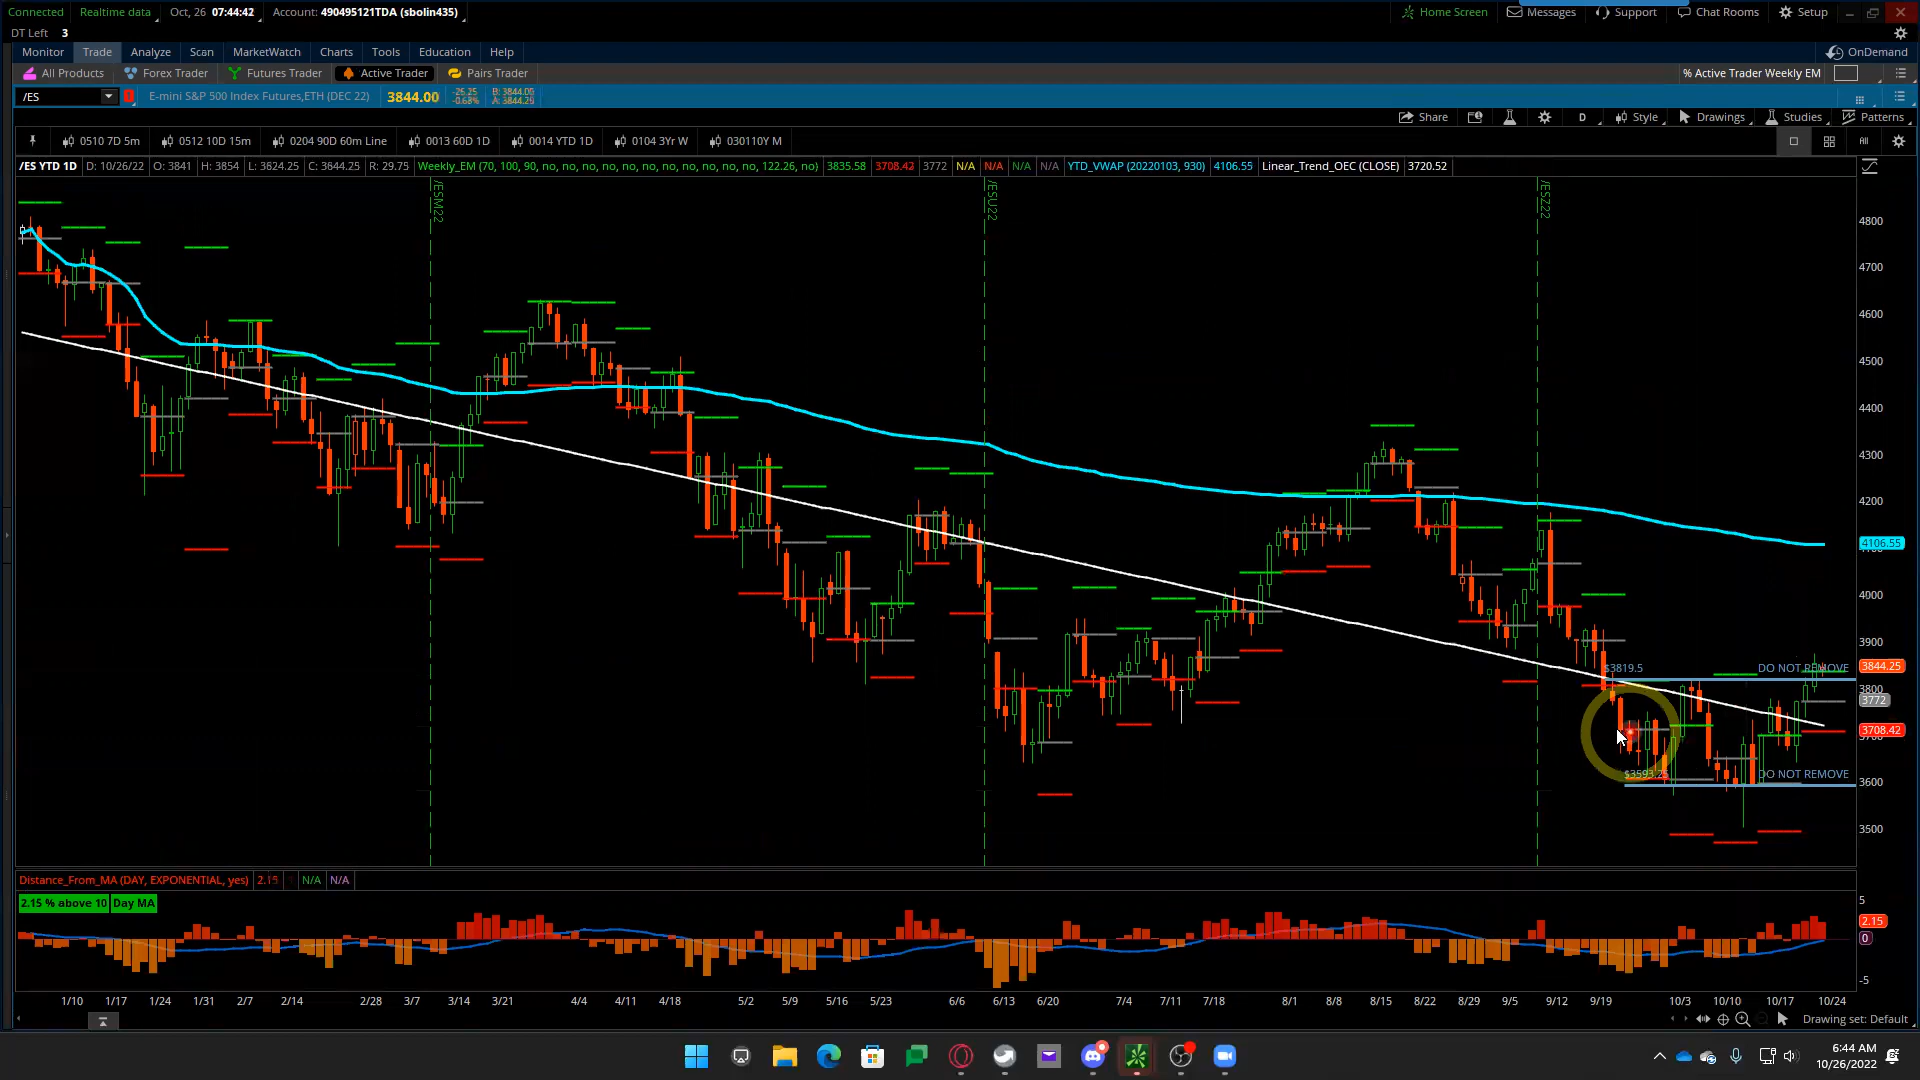 Connected Realtime data Oct, 26 07:44:42 Account: 490495121TDA (sbolin435) Home Screen Messages Support Chat Rooms Setup
DT Left 3
Monitor Trade Analyze Scan MarketWatch Charts Tools Education Help OnDemand
All Products Forex Trader Futures Trader Active Trader Pairs Trader % Active Trader Weekly EM
/ES E-mini S&P 500 Index Futures,ETH (DEC 22) 3844.00 -26.25 -0.68% B: 3844.00 A: 3844.25
Share D Style Drawings Studies Patterns
0510 7D 5m 0512 10D 15m 0204 90D 60m Line 0013 60D 1D 0014 YTD 1D 0104 3Yr W 030110Y M All
/ES YTD 1D D: 10/26/22 O: 3841 H: 3854 L: 3824.25 C: 3844.25 R: 29.75 Weekly_EM (70, 100, 90, no, no, no, no, no, no, no, no, no, no, no, 122.26, no) 3835.58 3708.42 3772 N/A N/A N/A N/A YTD_VWAP (20220103, 930) 4106.55 Linear_Trend_OEC (CLOSE) 3720.52
/ESM22 /ESU22 /ESZ22
4800
4700
4600
4500
4400
4300
4200
4106.55
4000
3900
$3819.5 DO NOT REMOVE 3844.25
3800
3772
3708.42
$3593.25 DO NOT REMOVE
3600
3500
Distance_From_MA (DAY, EXPONENTIAL, yes) 2.15 N/A N/A
2.15 % above 10 Day MA
5
2.15
0
-5
1/10 1/17 1/24 1/31 2/7 2/14 2/28 3/7 3/14 3/21 4/4 4/11 4/18 5/2 5/9 5/16 5/23 6/6 6/13 6/20 7/4 7/11 7/18 8/1 8/8 8/15 8/22 8/29 9/5 9/12 9/19 10/3 10/10 10/17 10/24
Drawing set: Default
6:44 AM
10/26/2022